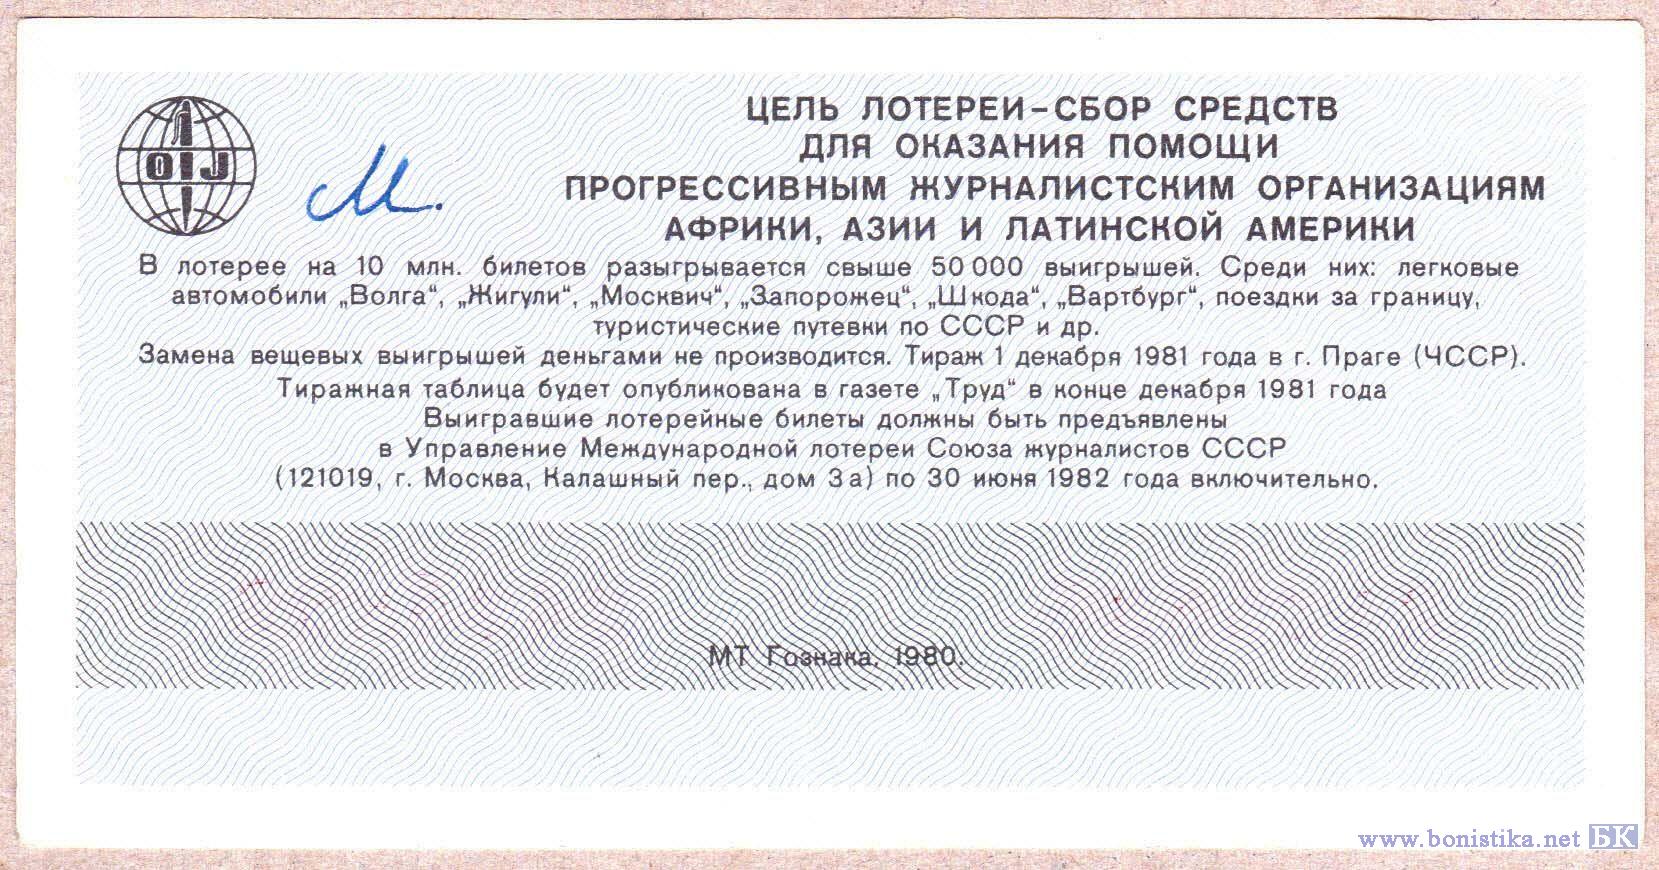 OIJ
М.
ЦЕЛЬ ЛОТЕРЕИ-СБОР СРЕДСТВ
ДЛЯ ОКАЗАНИЯ ПОМОЩИ
ПРОГРЕССИВНЫМ ЖУРНАЛИСТСКИМ ОРГАНИЗАЦИЯМ
АФРИКИ, АЗИИ И ЛАТИНСКОЙ АМЕРИКИ
В лотерее на 10 млн. билетов разыгрывается свыше 50 000 выигрышей. Среди них: легковые
автомобили „Волга“, „Жигули“, „Москвич“, „Запорожец“, „Шкода“, „Вартбург“, поездки за границу,
туристические путевки по СССР и др.
Замена вещевых выигрышей деньгами не производится. Тираж 1 декабря 1981 года в г. Праге (ЧССР).
Тиражная таблица будет опубликована в газете „Труд“ в конце декабря 1981 года
Выигравшие лотерейные билеты должны быть предъявлены
в Управление Международной лотереи Союза журналистов СССР
(121019, г. Москва, Калашный пер., дом 3а) по 30 июня 1982 года включительно.
МТ Гознака. 1980.
www.bonistika.net БК